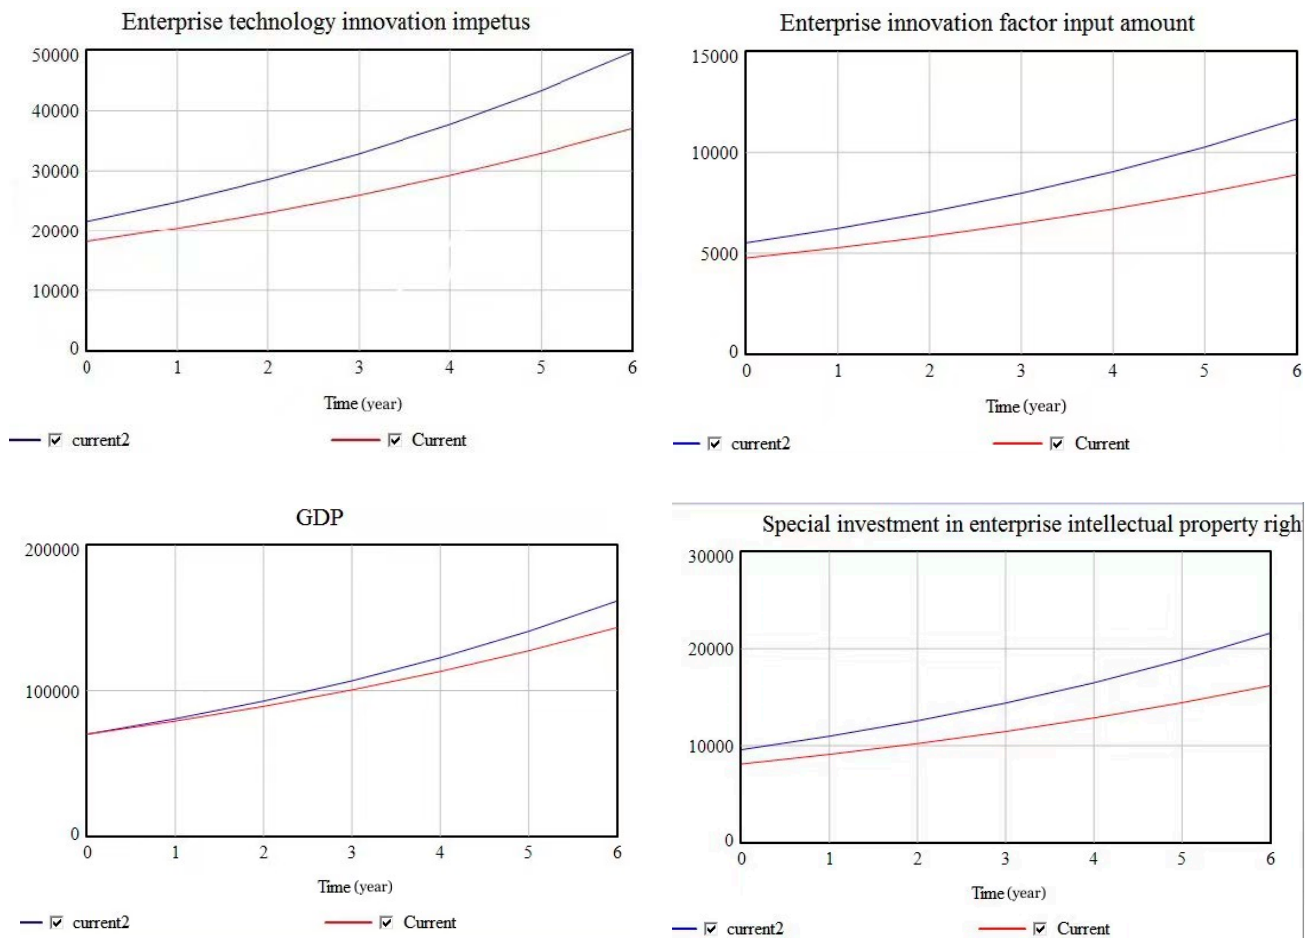 Enterprise technology innovation impetus
50000
40000
30000
20000
10000
0
0 1 2 3 4 5 6
Time (year)
current2 Current
Enterprise innovation factor input amount
15000
10000
5000
0
0 1 2 3 4 5 6
Time (year)
current2 Current
GDP
200000
100000
0
0 1 2 3 4 5 6
Time (year)
current2 Current
Special investment in enterprise intellectual property righ
30000
20000
10000
0
0 1 2 3 4 5 6
Time (year)
current2 Current